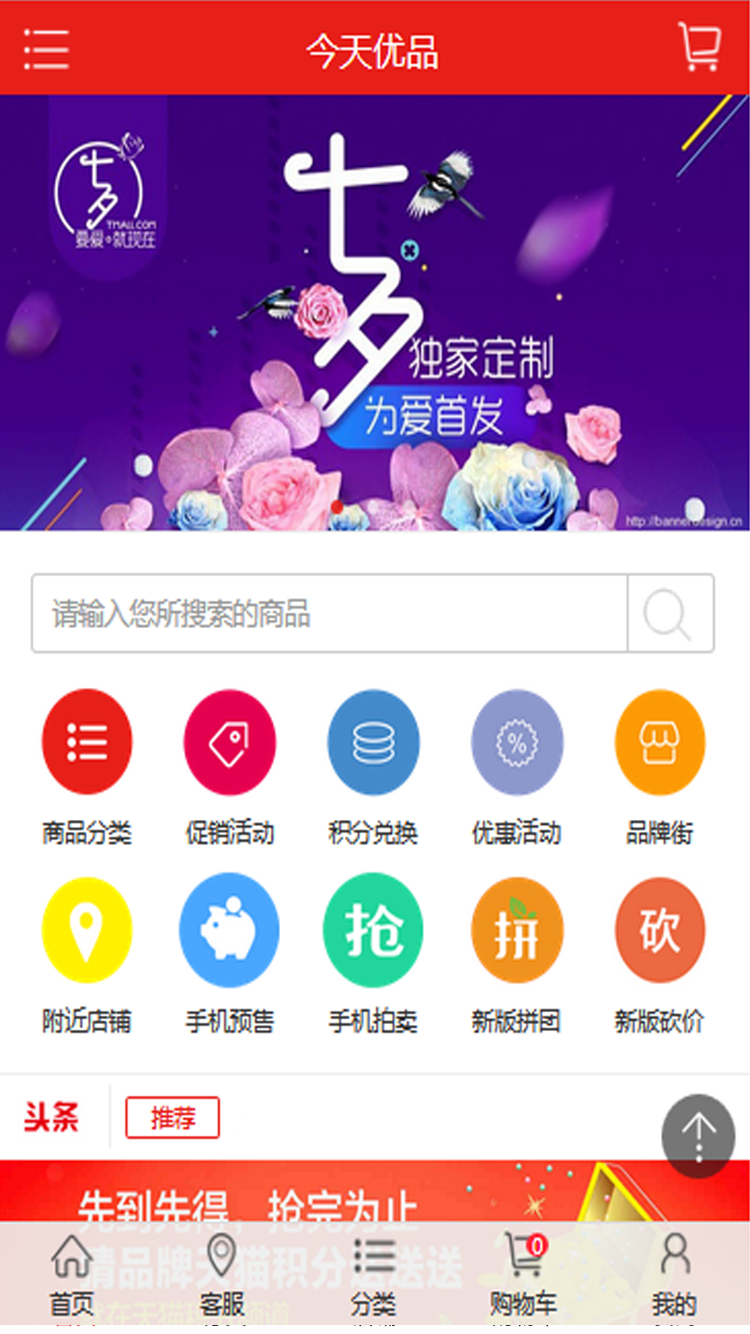 今天优品
七夕
TMALL.COM
爱·就现在
七夕
独家定制
为爱首发
http://bannerdesign.cn
请输入您所搜索的商品
%
商品分类
促销活动
积分兑换
优惠活动
品牌街
抢
拼
砍
附近店铺
手机预售
手机拍卖
新版拼团
新版砍价
头条
推荐
先到先得，抢完为止
请品牌天猫积分送送送
0
首页
客服
分类
购物车
我的